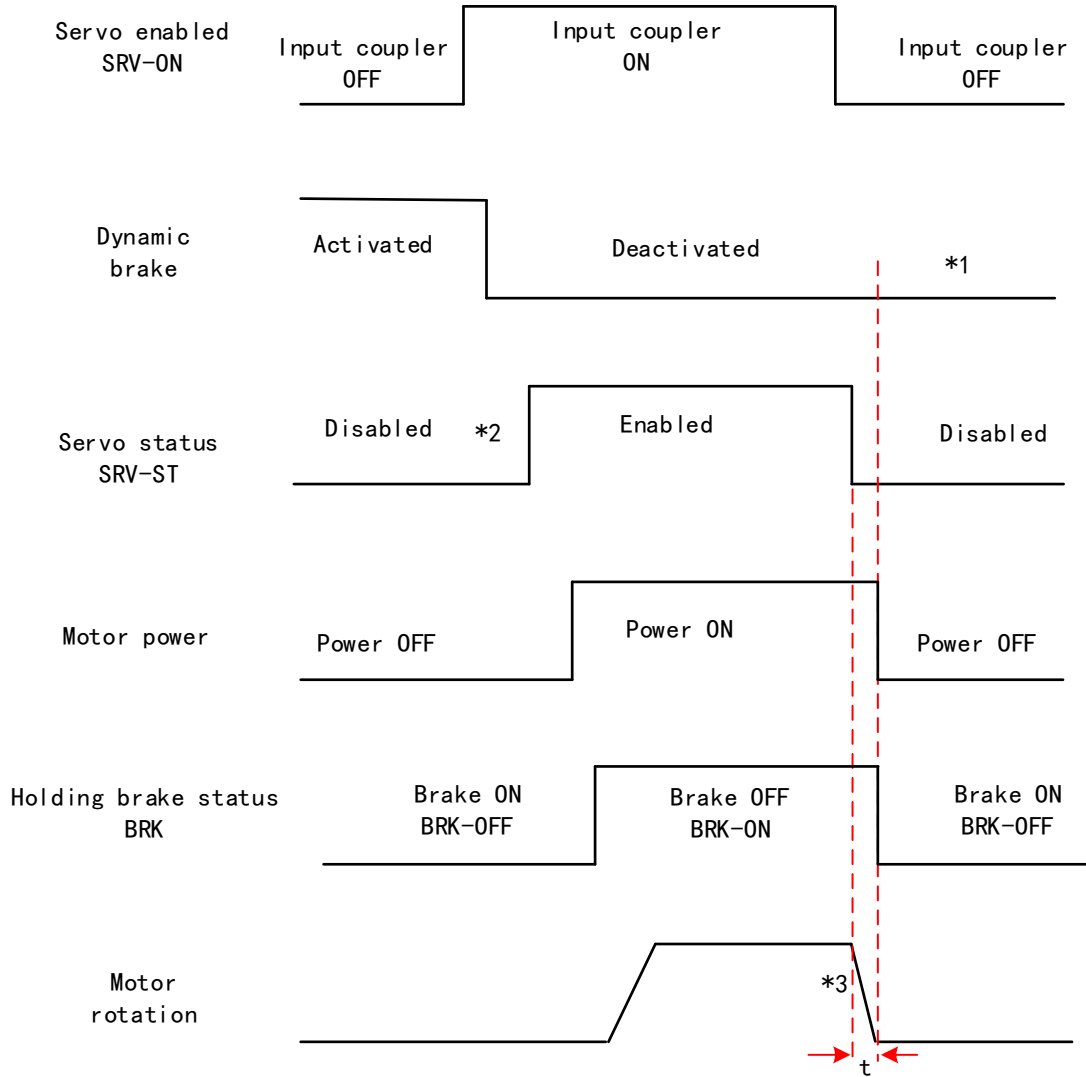 Servo enabled
SRV-ON
Input coupler
OFF
Input coupler
ON
Input coupler
OFF
Dynamic
brake
Activated
Deactivated
*1
Servo status
SRV-ST
Disabled
*2
Enabled
Disabled
Motor power
Power OFF
Power ON
Power OFF
Holding brake status
BRK
Brake ON
BRK-OFF
Brake OFF
BRK-ON
Brake ON
BRK-OFF
Motor
rotation
*3
t